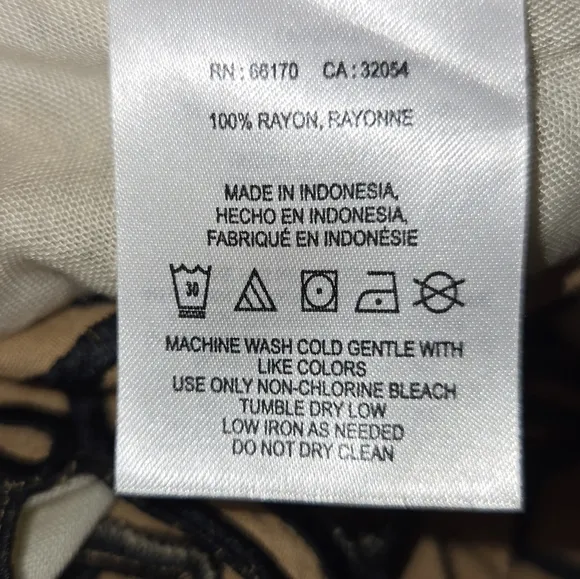 RN: 66170 CA: 32054
100% RAYON, RAYONNE
MADE IN INDONESIA,
HECHO EN INDONESIA,
FABRIQUÉ EN INDONÉSIE
30
MACHINE WASH COLD GENTLE WITH
LIKE COLORS
USE ONLY NON-CHLORINE BLEACH
TUMBLE DRY LOW
LOW IRON AS NEEDED
DO NOT DRY CLEAN